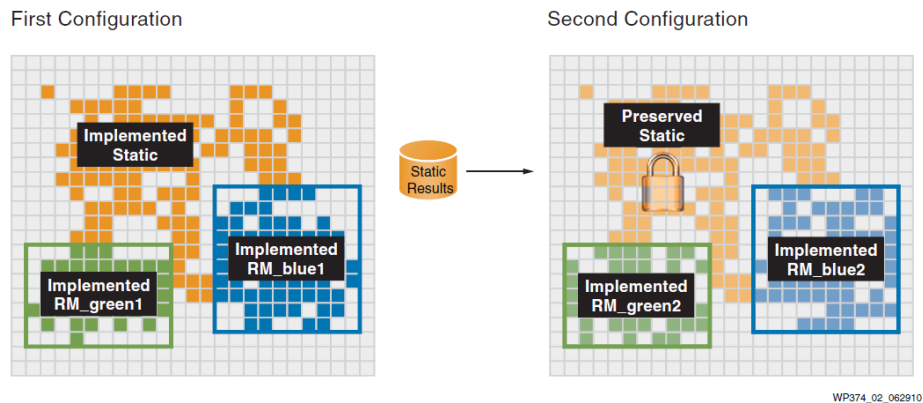 First Configuration
Second Configuration
Implemented
Static
Implemented
RM_green1
Implemented
RM_blue1
Static
Results
Preserved
Static
Implemented
RM_green2
Implemented
RM_blue2
WP374_02_062910